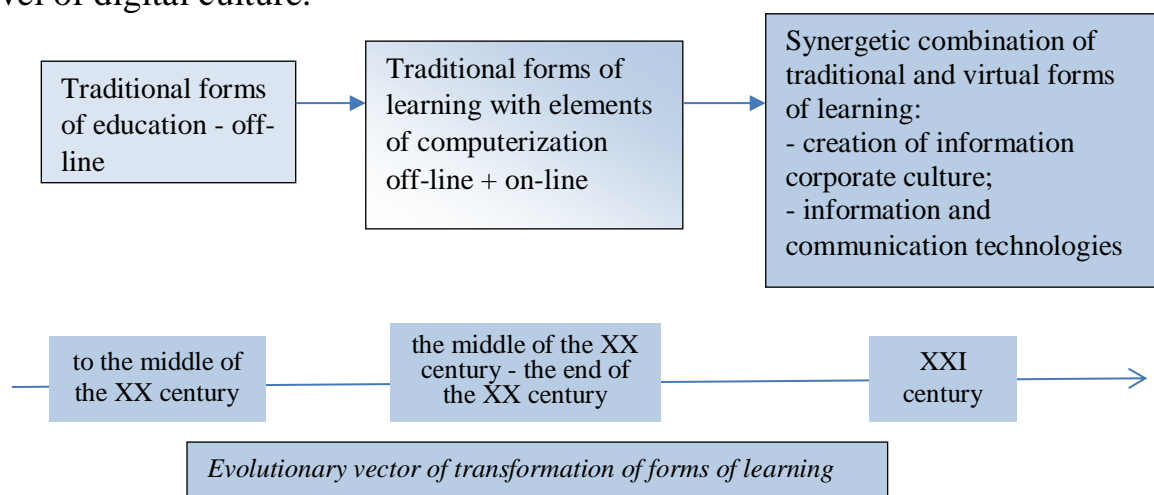 vel of digital culture.
Traditional forms
of education - off-
line
Traditional forms of
learning with elements
of computerization
off-line + on-line
Synergetic combination of
traditional and virtual forms
of learning:
- creation of information
corporate culture;
- information and
communication technologies
to the middle of
the XX century
the middle of the XX
century - the end of
the XX century
XXI
century
Evolutionary vector of transformation of forms of learning